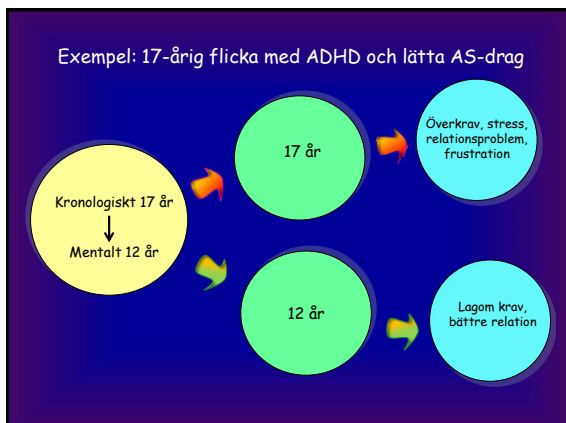 Exempel: 17-årig flicka med ADHD och lätta AS-drag
Kronologiskt 17 år
Mentalt 12 år
17 år
Överkrav, stress,
relationsproblem,
frustration
12 år
Lagom krav,
bättre relation